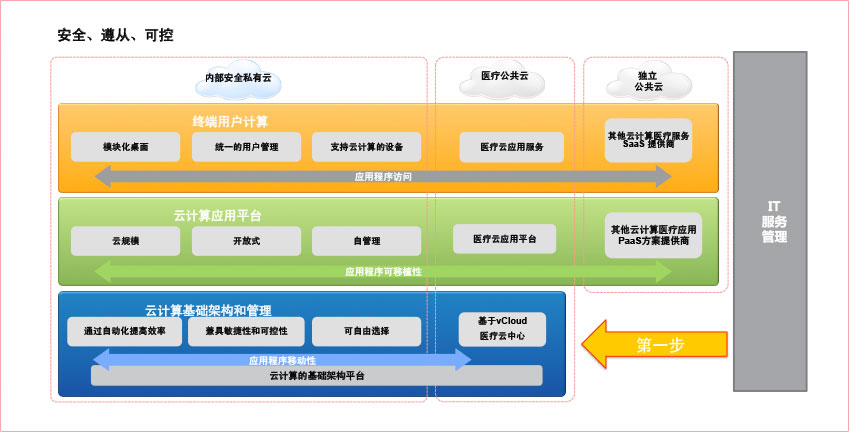 安全、遵从、可控
内部安全私有云
医疗公共云
独立
公共云
终端用户计算
模块化桌面
统一的用户管理
支持云计算的设备
医疗云应用服务
其他云计算医疗服务
SaaS 提供商
应用程序访问
云计算应用平台
云规模
开放式
自管理
医疗云应用平台
其他云计算医疗应用
PaaS方案提供商
应用程序可移植性
云计算基础架构和管理
通过自动化提高效率
兼具敏捷性和可控性
可自由选择
基于vCloud
医疗云中心
应用程序移动性
云计算的基础架构平台
第一步
IT
服务
管理